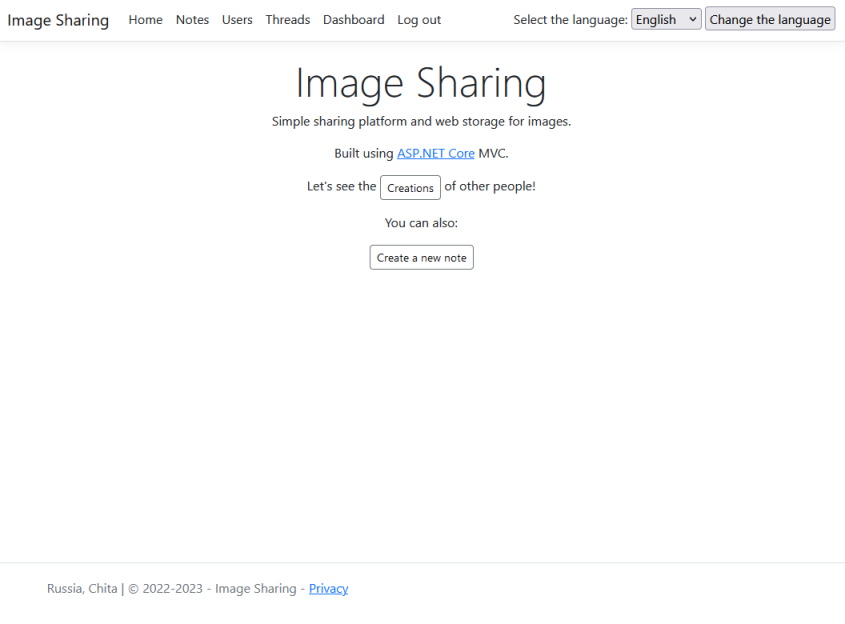 Image Sharing Home Notes Users Threads Dashboard Log out Select the language: English Change the language
Image Sharing
Simple sharing platform and web storage for images.
Built using ASP.NET Core MVC.
Let's see the Creations of other people!
You can also:
Create a new note
Russia, Chita | © 2022-2023 - Image Sharing - Privacy